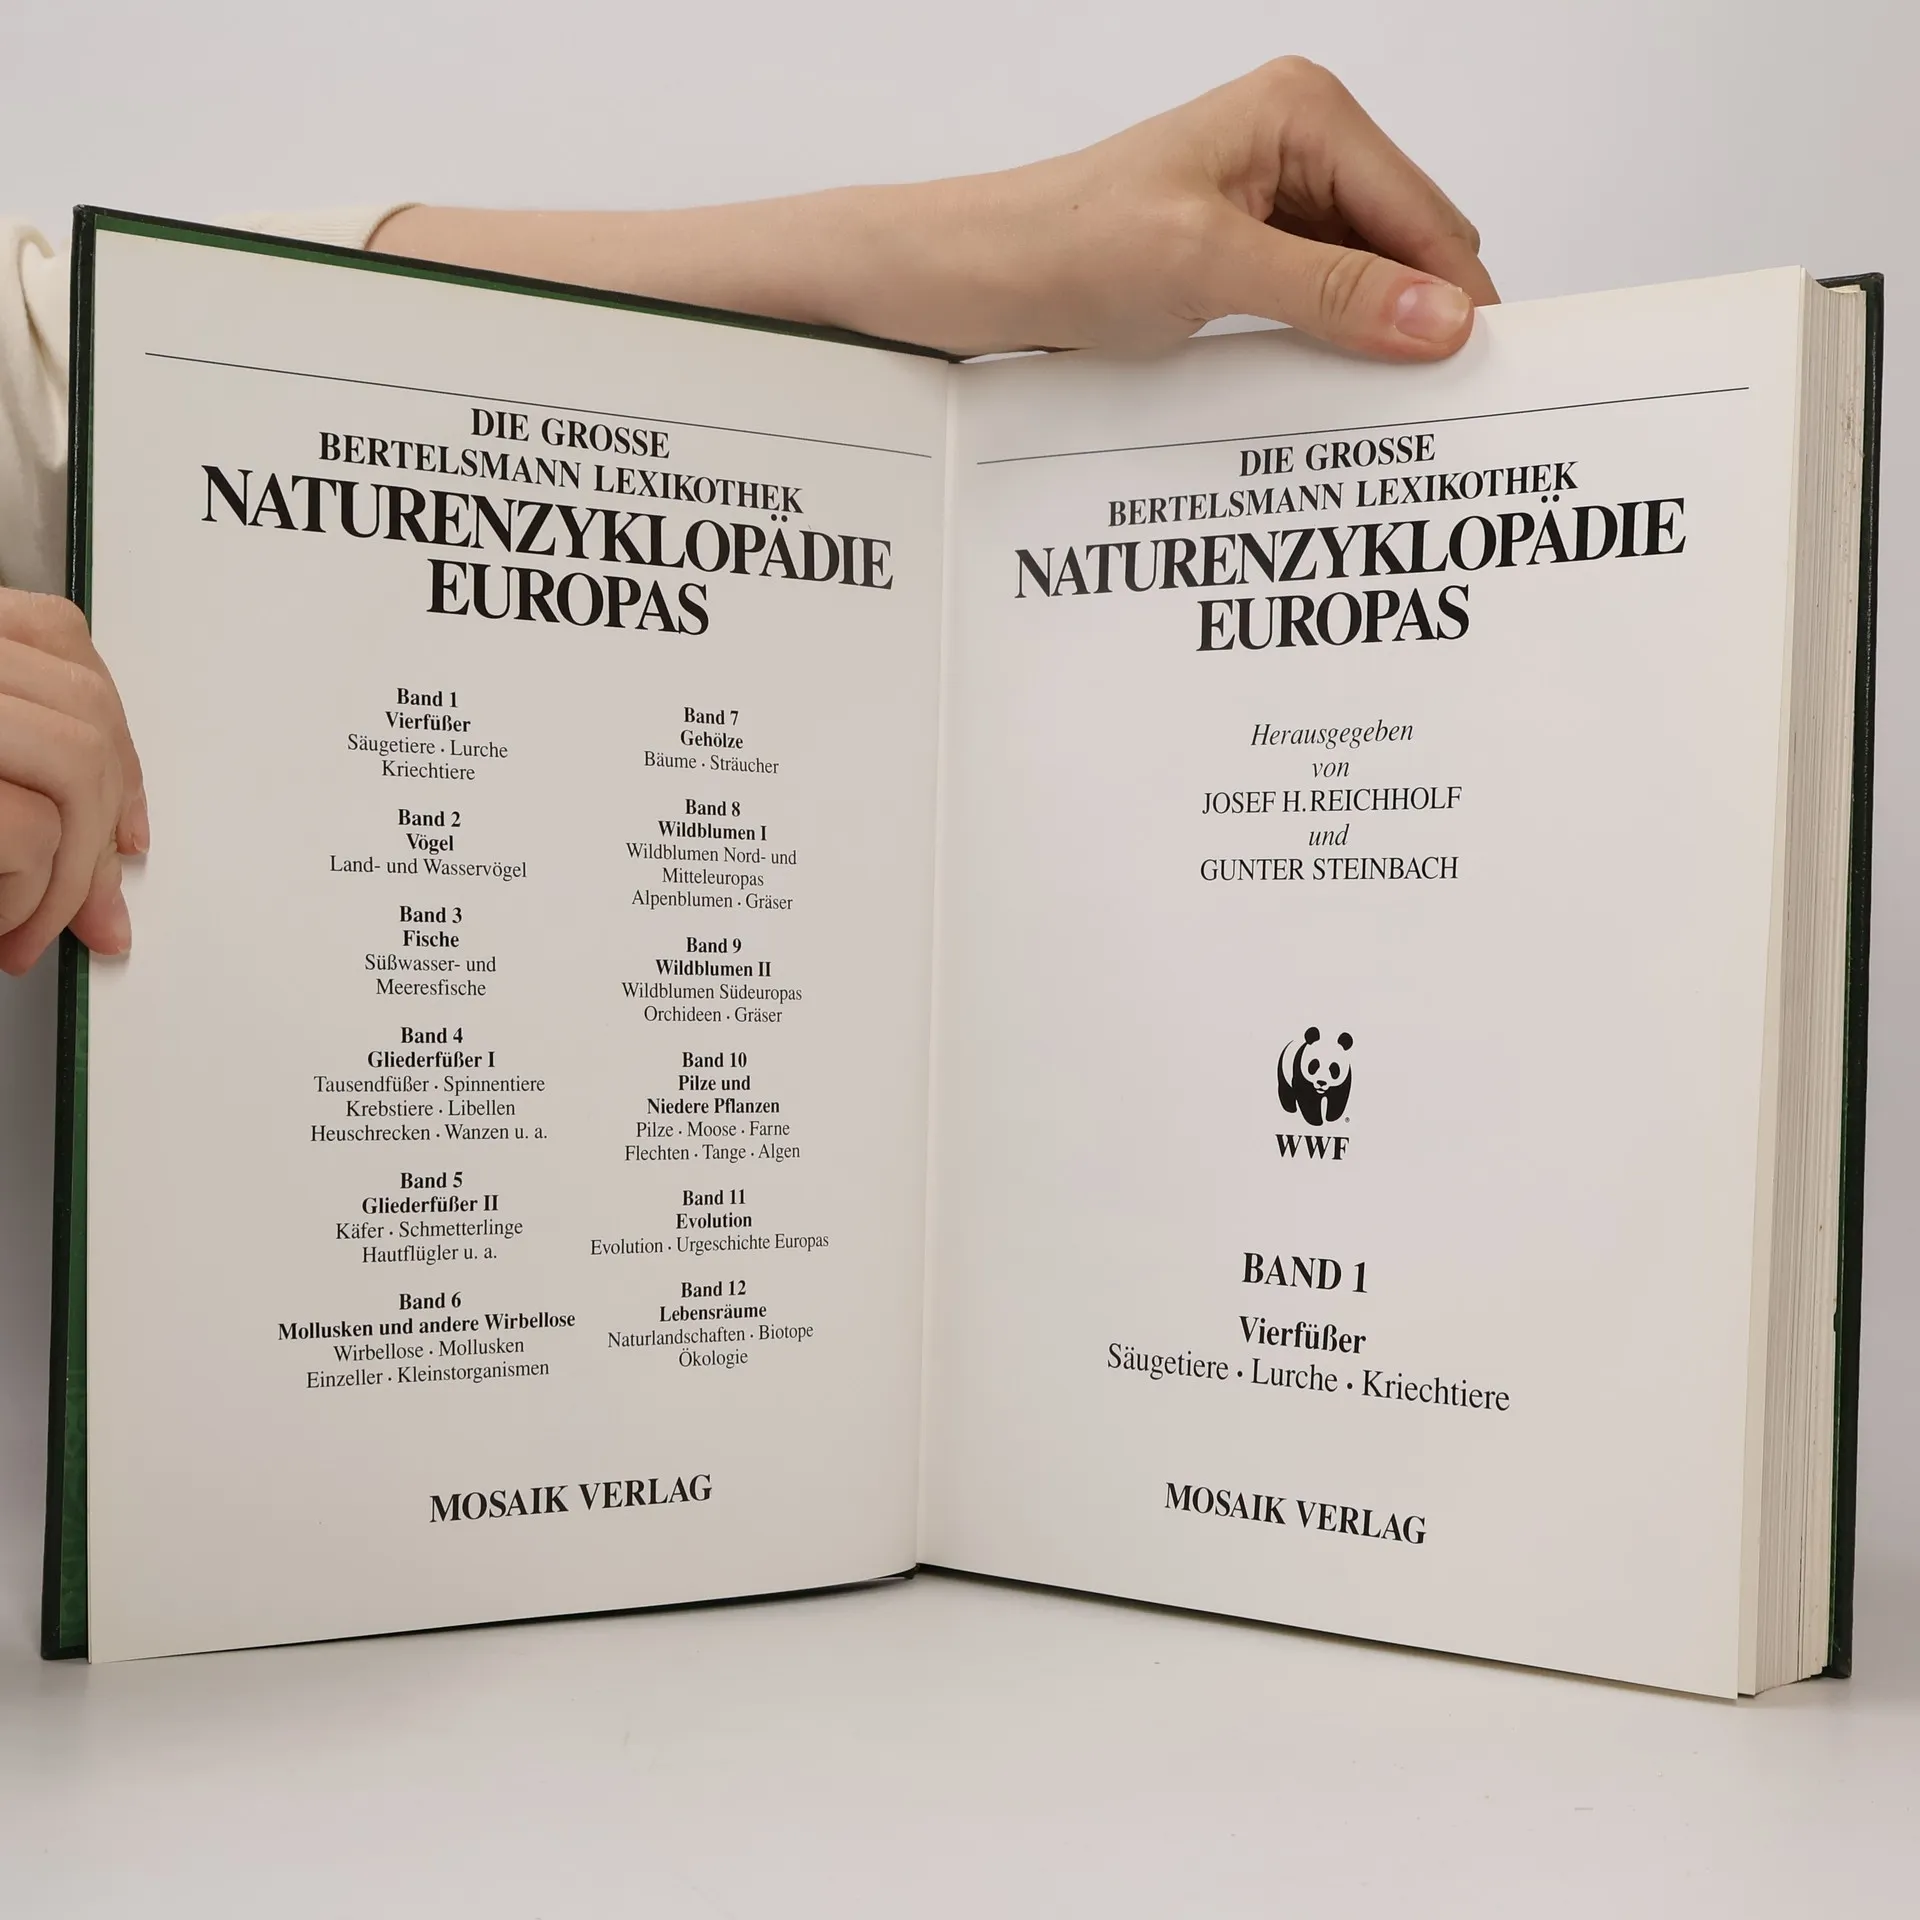 DIE GROSSE
BERTELSMANN LEXIKOTHEK
NATURENZYKLOPÄDIE
EUROPAS
Band 1
Vierfüßer
Säugetiere · Lurche
Kriechtiere
Band 2
Vögel
Land- und Wasservögel
Band 3
Fische
Süßwasser- und
Meeresfische
Band 4
Gliederfüßer I
Tausendfüßer · Spinnentiere
Krebstiere · Libellen
Heuschrecken · Wanzen u. a.
Band 5
Gliederfüßer II
Käfer · Schmetterlinge
Hautflügler u. a.
Band 6
Mollusken und andere Wirbellose
Wirbellose · Mollusken
Einzeller · Kleinstorganismen
Band 7
Gehölze
Bäume · Sträucher
Band 8
Wildblumen I
Wildblumen Nord- und
Mitteleuropas
Alpenblumen · Gräser
Band 9
Wildblumen II
Wildblumen Südeuropas
Orchideen · Gräser
Band 10
Pilze und
Niedere Pflanzen
Pilze · Moose · Farne
Flechten · Tange · Algen
Band 11
Evolution
Evolution · Urgeschichte Europas
Band 12
Lebensräume
Naturlandschaften · Biotope
Ökologie
MOSAIK VERLAG
DIE GROSSE
BERTELSMANN LEXIKOTHEK
NATURENZYKLOPÄDIE
EUROPAS
Herausgegeben
von
JOSEF H. REICHHOLF
und
GUNTER STEINBACH
®
WWF
BAND 1
Vierfüßer
Säugetiere · Lurche · Kriechtiere
MOSAIK VERLAG